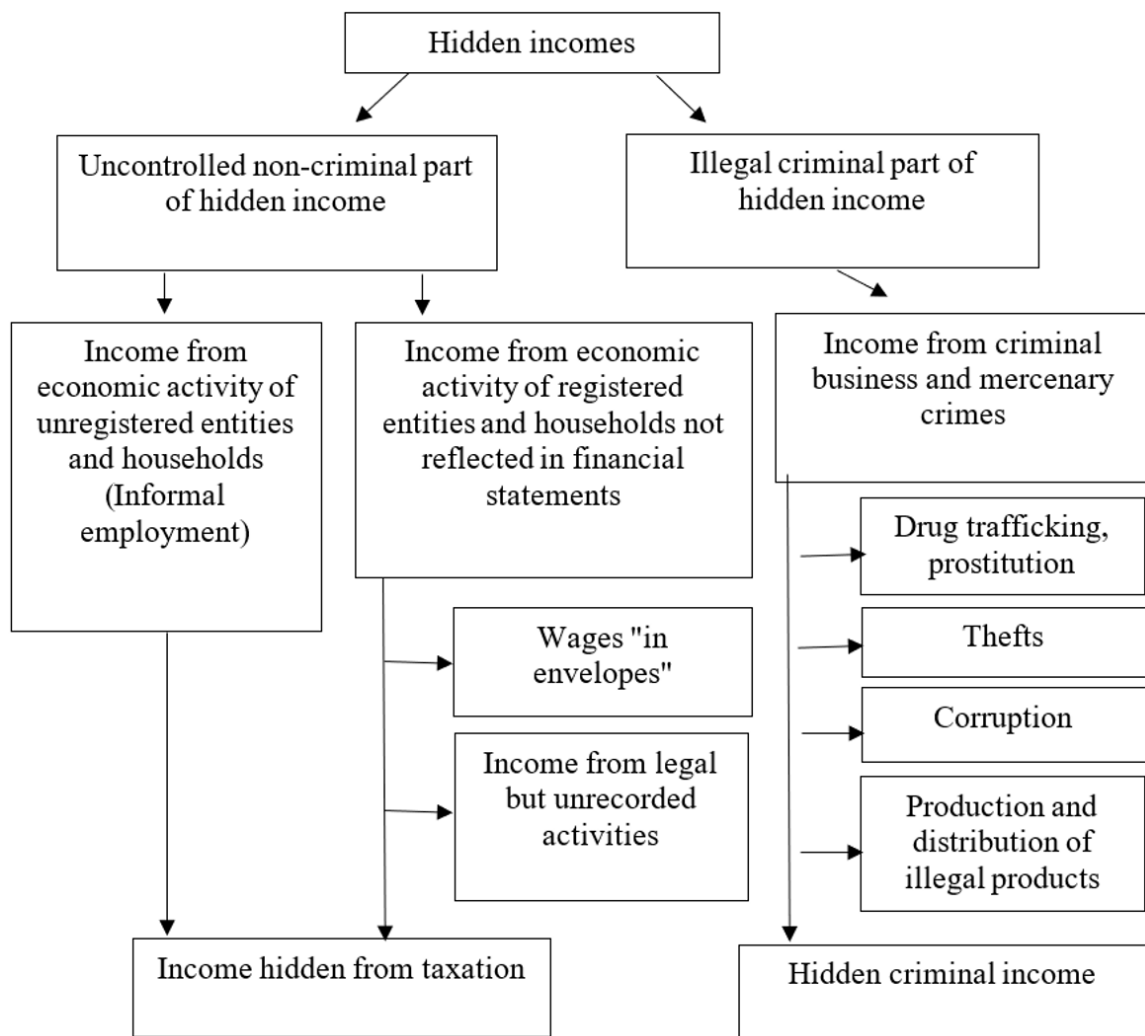 Hidden incomes
Uncontrolled non-criminal part
of hidden income
Illegal criminal part of
hidden income
Income from
economic activity of
unregistered entities
and households
(Informal
employment)
Income from economic
activity of registered
entities and households not
reflected in financial
statements
Income from criminal
business and mercenary
crimes
Wages "in
envelopes"
Income from legal
but unrecorded
activities
Drug trafficking,
prostitution
Thefts
Corruption
Production and
distribution of
illegal products
Income hidden from taxation
Hidden criminal income